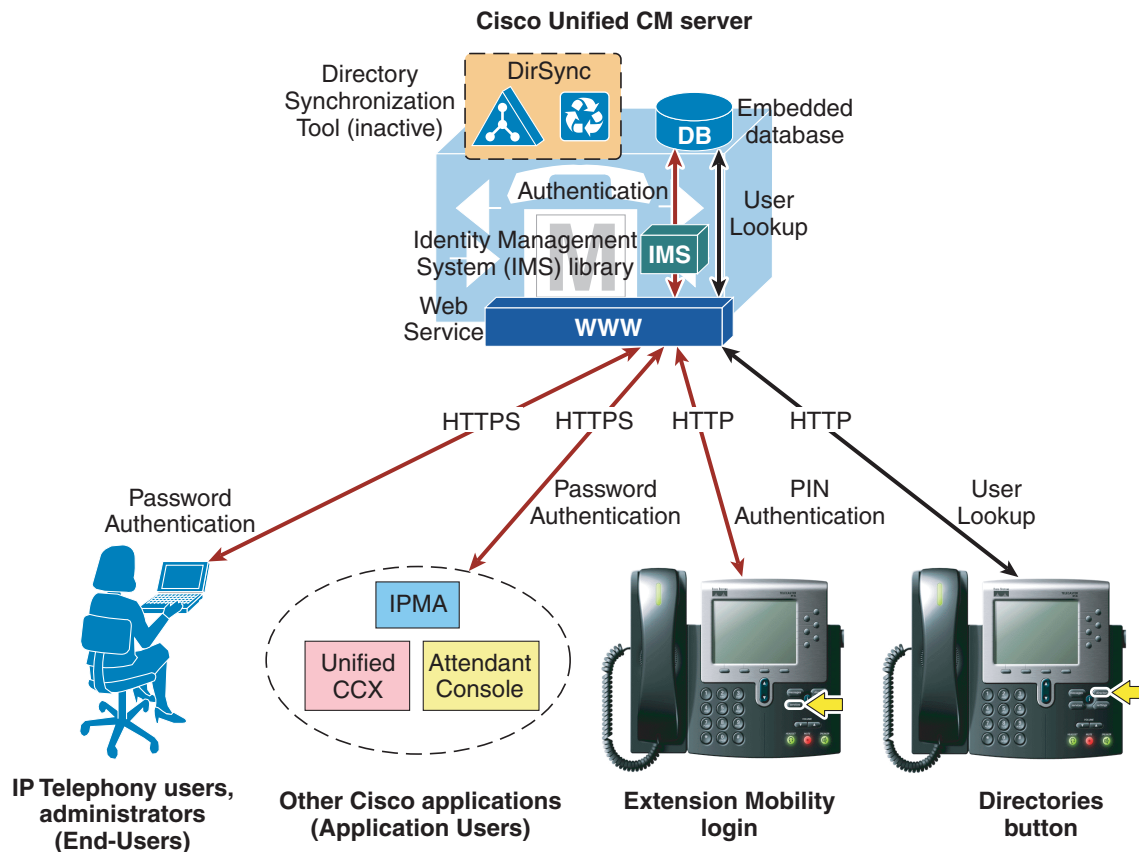 Cisco Unified CM server
Directory
Synchronization
Tool (inactive)
DirSync
DB
Embedded
database
Authentication
User
Lookup
Identity Management
System (IMS) library
IMS
M
Web
Service
WWW
HTTPS
HTTPS
HTTP
HTTP
Password
Authentication
Password
Authentication
PIN
Authentication
User
Lookup
IPMA
Unified
CCX
Attendant
Console
IP Telephony users,
administrators
(End-Users)
Other Cisco applications
(Application Users)
Extension Mobility
login
Directories
button